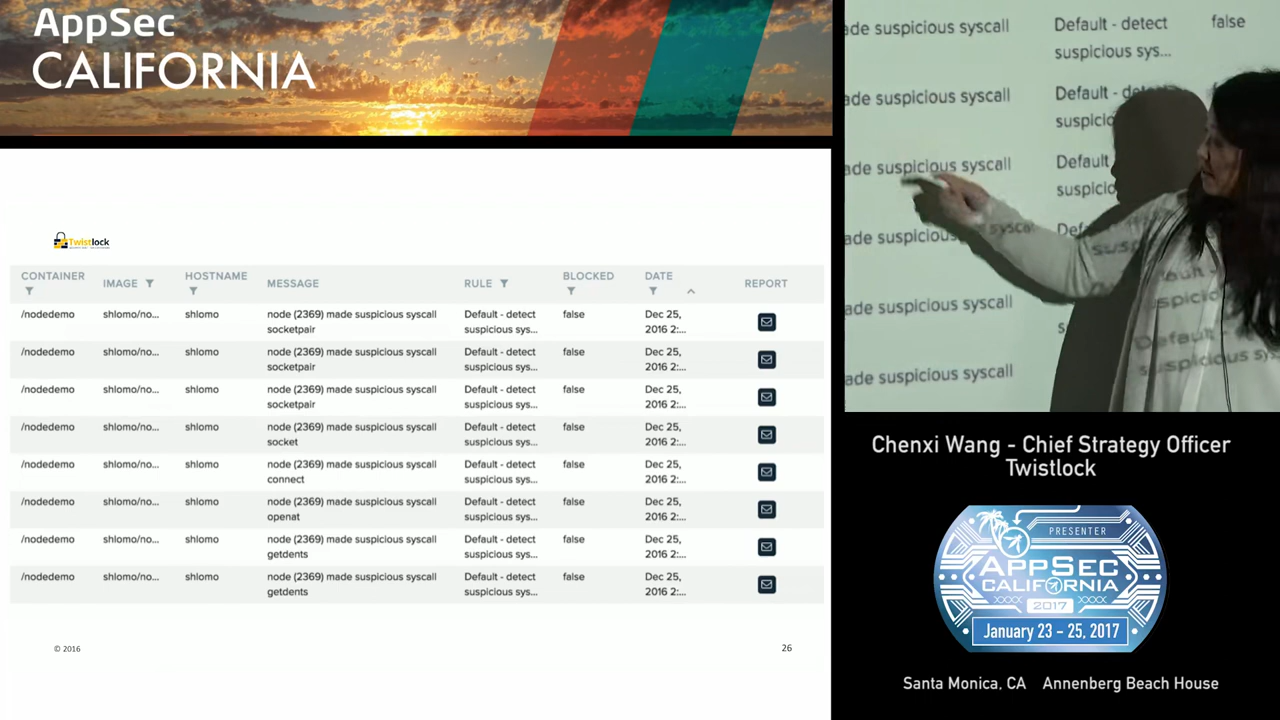 AppSec
CALIFORNIA
Twistlock
CONTAINER IMAGE HOSTNAME MESSAGE RULE BLOCKED DATE REPORT
/nodedemo shlomo/no... shlomo node (2369) made suspicious syscall Default - detect false Dec 25,
socketpair suspicious sys... 2016 2:...
/nodedemo shlomo/no... shlomo node (2369) made suspicious syscall Default - detect false Dec 25,
socketpair suspicious sys... 2016 2:...
/nodedemo shlomo/no... shlomo node (2369) made suspicious syscall Default - detect false Dec 25,
socketpair suspicious sys... 2016 2:...
/nodedemo shlomo/no... shlomo node (2369) made suspicious syscall Default - detect false Dec 25,
socket suspicious sys... 2016 2:...
/nodedemo shlomo/no... shlomo node (2369) made suspicious syscall Default - detect false Dec 25,
connect suspicious sys... 2016 2:...
/nodedemo shlomo/no... shlomo node (2369) made suspicious syscall Default - detect false Dec 25,
openat suspicious sys... 2016 2:...
/nodedemo shlomo/no... shlomo node (2369) made suspicious syscall Default - detect false Dec 25,
getdents suspicious sys... 2016 2:...
/nodedemo shlomo/no... shlomo node (2369) made suspicious syscall Default - detect false Dec 25,
getdents suspicious sys... 2016 2:...
© 2016 26
ade suspicious syscall Default - detect false
suspicious sys...
ade suspicious syscall Default - det
suspicio
ade suspicious syscall Default
suspicio
ade suspicious syscal Def
ade suspicious syscall
ade suspicious syscall
Chenxi Wang - Chief Strategy Officer
Twistlock
PRESENTER
APPSEC
CALIFORNIA
2017
January 23 - 25, 2017
Santa Monica, CA Annenberg Beach House